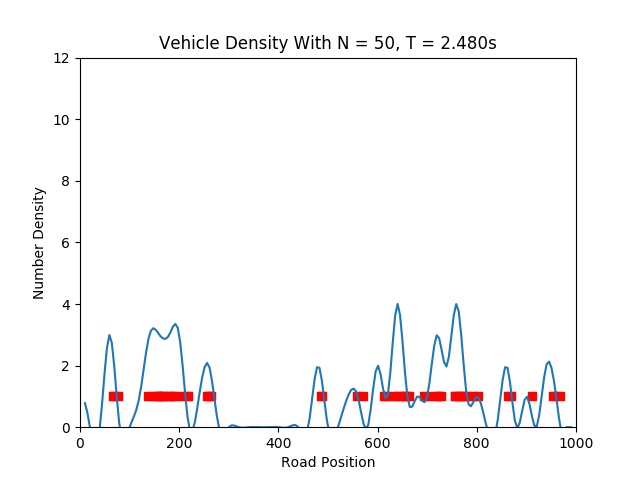 Vehicle Density With N = 50, T = 2.480s
12
10
8
6
4
2
0
Number Density
0 200 400 600 800 1000
Road Position